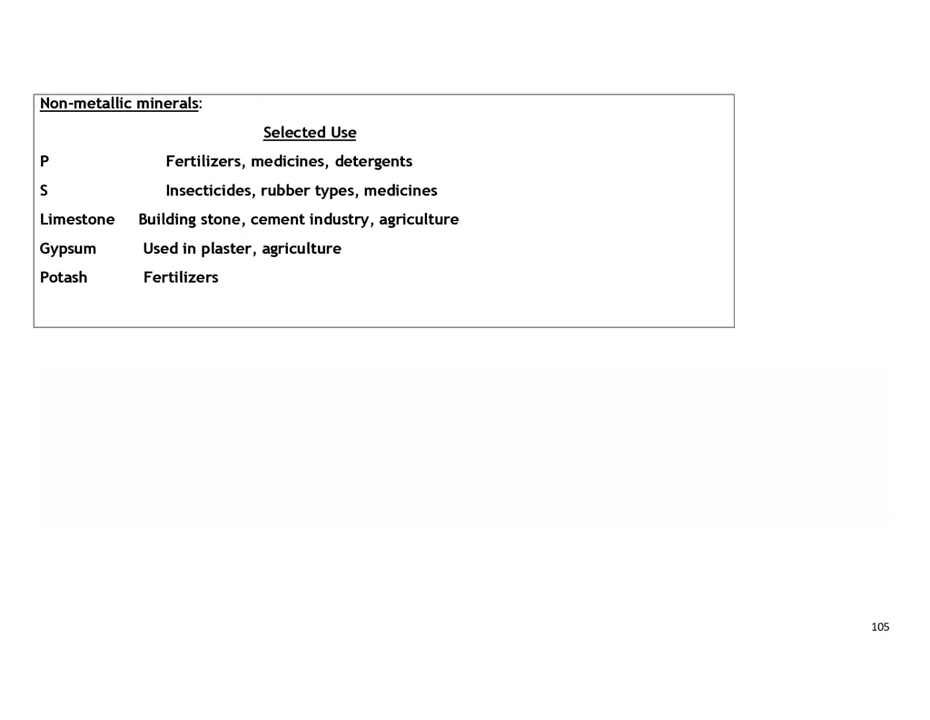 Non-metallic minerals:
Selected Use
P Fertilizers, medicines, detergents
S Insecticides, rubber types, medicines
Limestone Building stone, cement industry, agriculture
Gypsum Used in plaster, agriculture
Potash Fertilizers
105